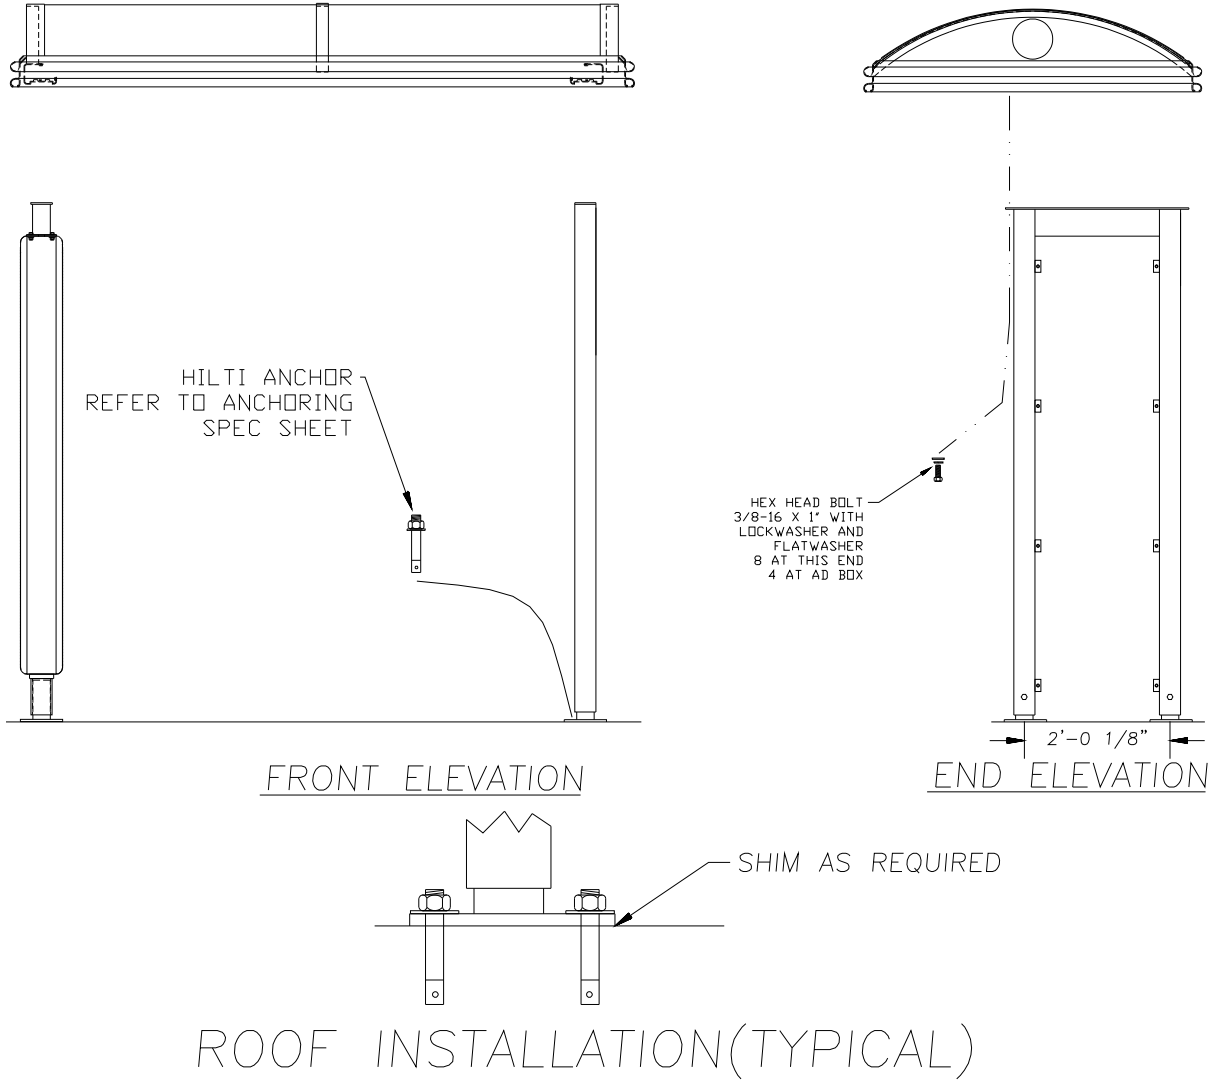 HILTI ANCHOR
REFER TO ANCHORING
SPEC SHEET
HEX HEAD BOLT
3/8-16 X 1" WITH
LOCKWASHER AND
FLATWASHER
8 AT THIS END
4 AT AD BOX
2'-0 1/8"
FRONT ELEVATION
END ELEVATION
SHIM AS REQUIRED
ROOF INSTALLATION(TYPICAL)